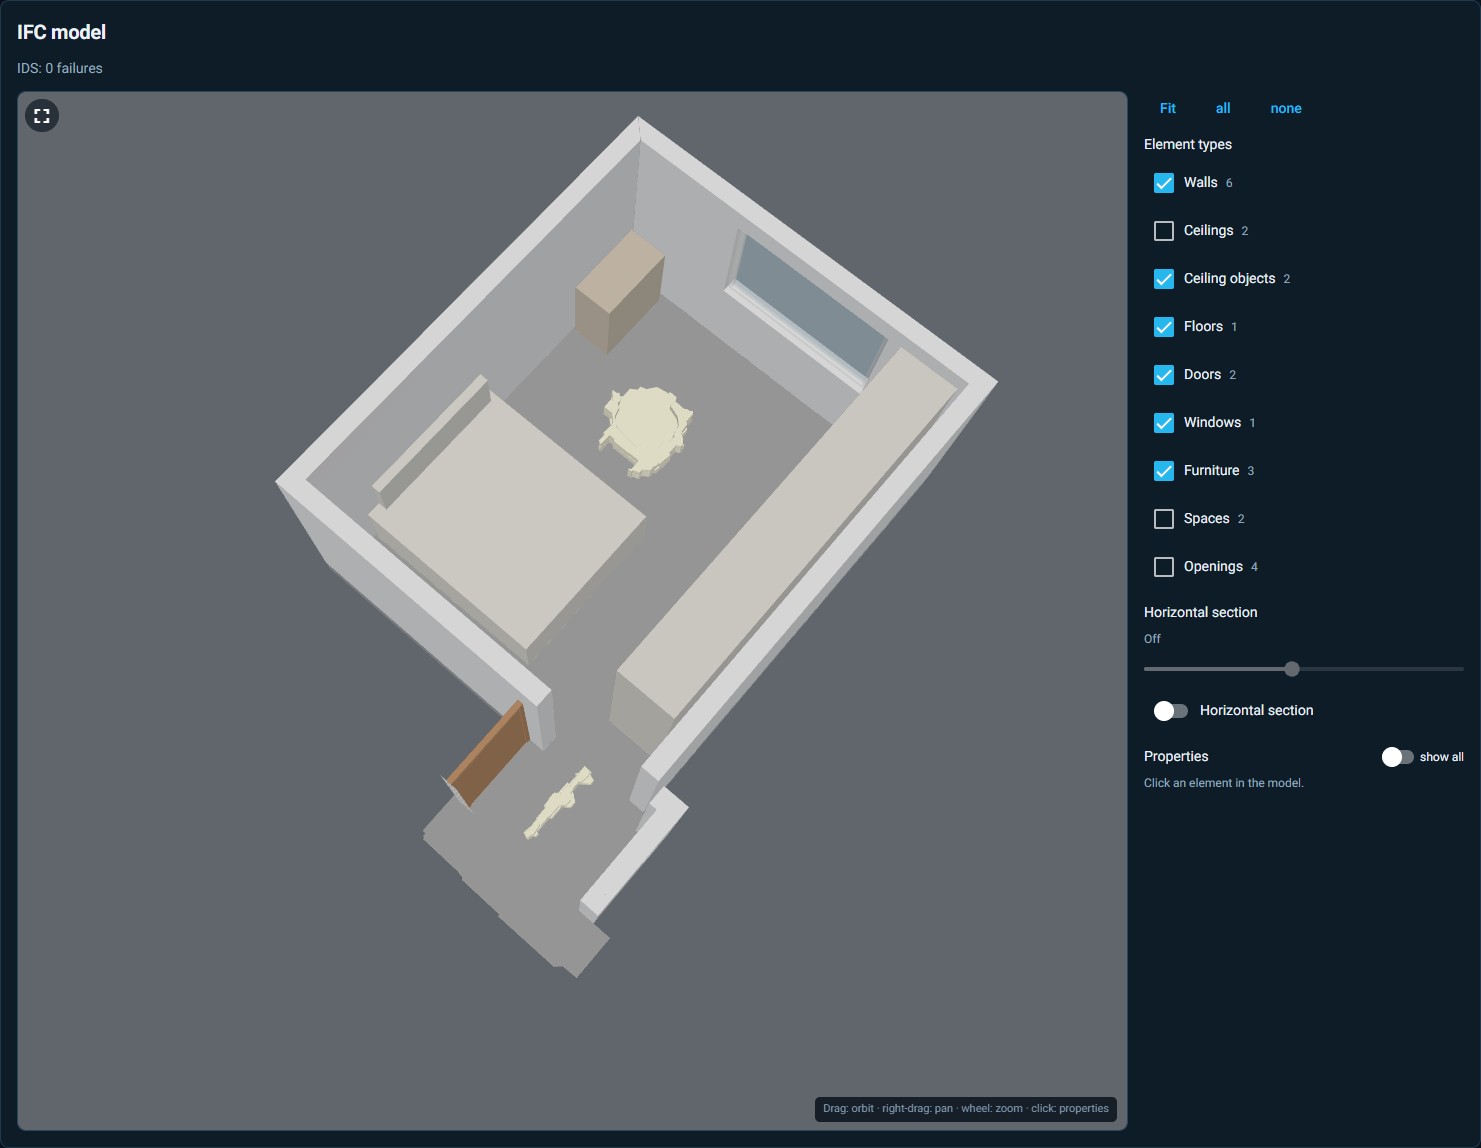 IFC model
IDS: 0 failures
Fit all none
Element types
Walls 6
Ceilings 2
Ceiling objects 2
Floors 1
Doors 2
Windows 1
Furniture 3
Spaces 2
Openings 4
Horizontal section
Off
Horizontal section
Properties show all
Click an element in the model.
Drag: orbit · right-drag: pan · wheel: zoom · click: properties